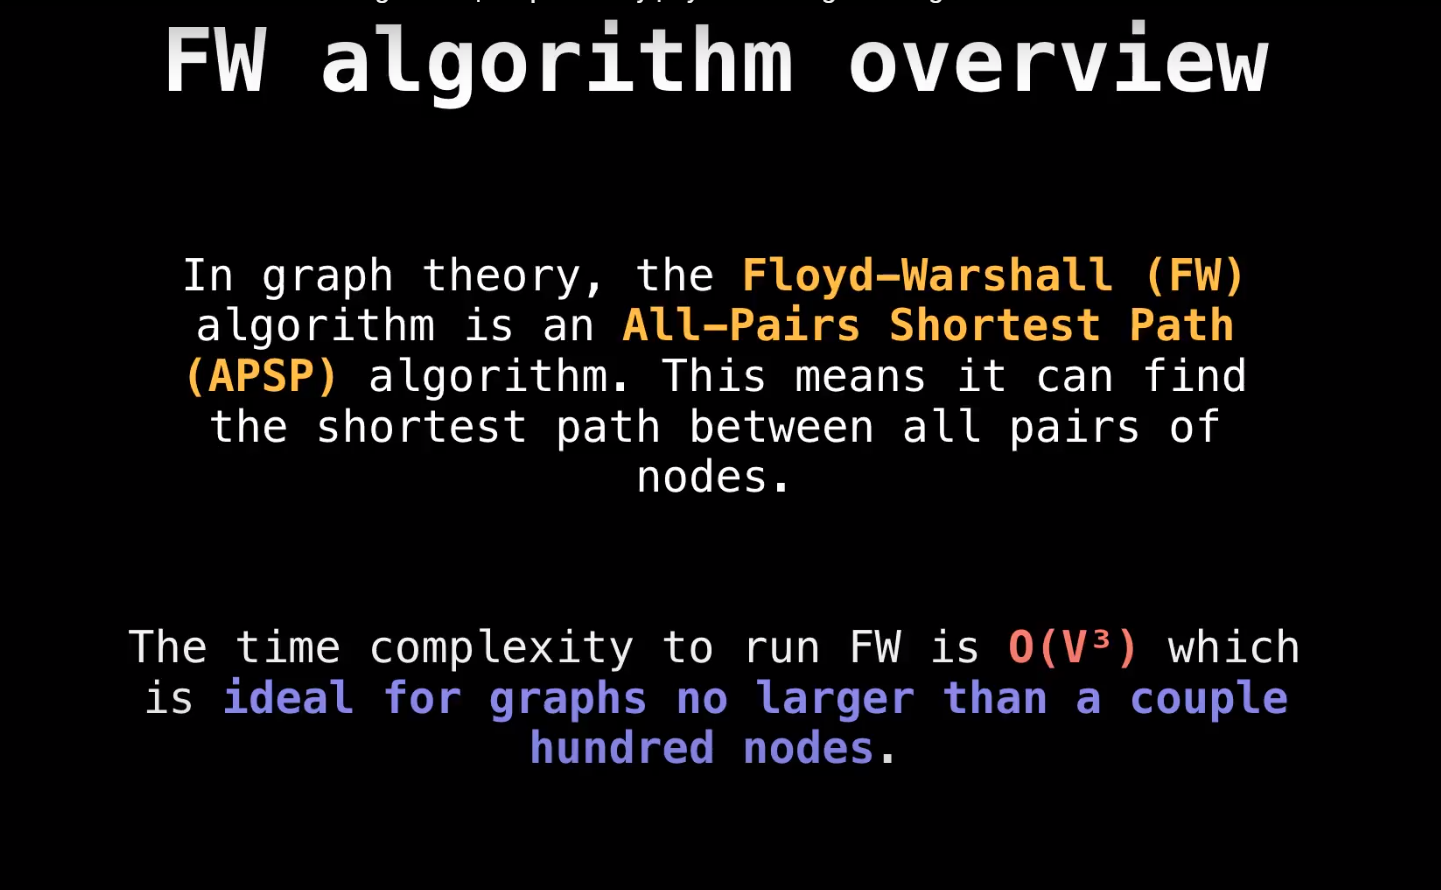 FW algorithm overview
In graph theory, the Floyd–Warshall (FW)
algorithm is an All–Pairs Shortest Path
(APSP) algorithm. This means it can find
the shortest path between all pairs of
nodes.
The time complexity to run FW is O(V³) which
is ideal for graphs no larger than a couple
hundred nodes.